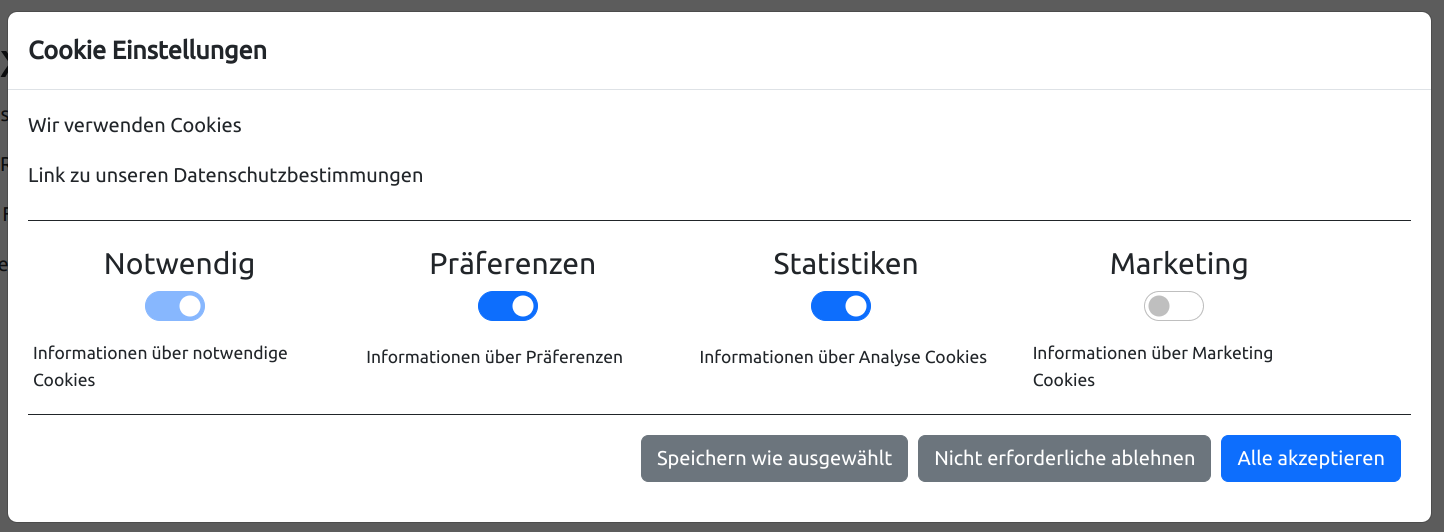 Cookie Einstellungen
Wir verwenden Cookies
Link zu unseren Datenschutzbestimmungen
Notwendig
Präferenzen
Statistiken
Marketing
Informationen über notwendige
Cookies
Informationen über Präferenzen
Informationen über Analyse Cookies
Informationen über Marketing
Cookies
Speichern wie ausgewählt
Nicht erforderliche ablehnen
Alle akzeptieren